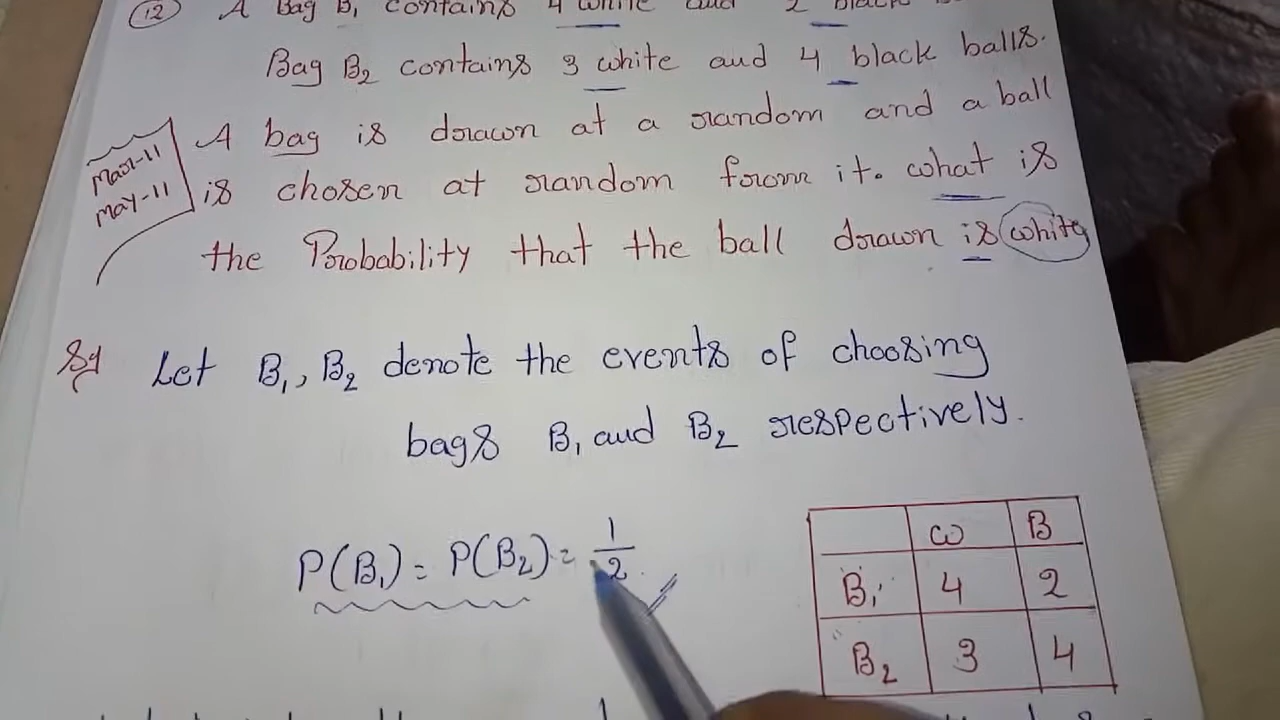 12 A Bag B1 contains 4 white and 2 black
Bag B2 contains 3 white and 4 black balls.
A bag is drawn at a random and a ball
Mar-11
May-11
is chosen at random from it. what is
the Probability that the ball drawn is white
Sol Let B1, B2 denote the events of choosing
bags B1 and B2 respectively.
P(B1) = P(B2) = 1/2
W B
B1 4 2
B2 3 4